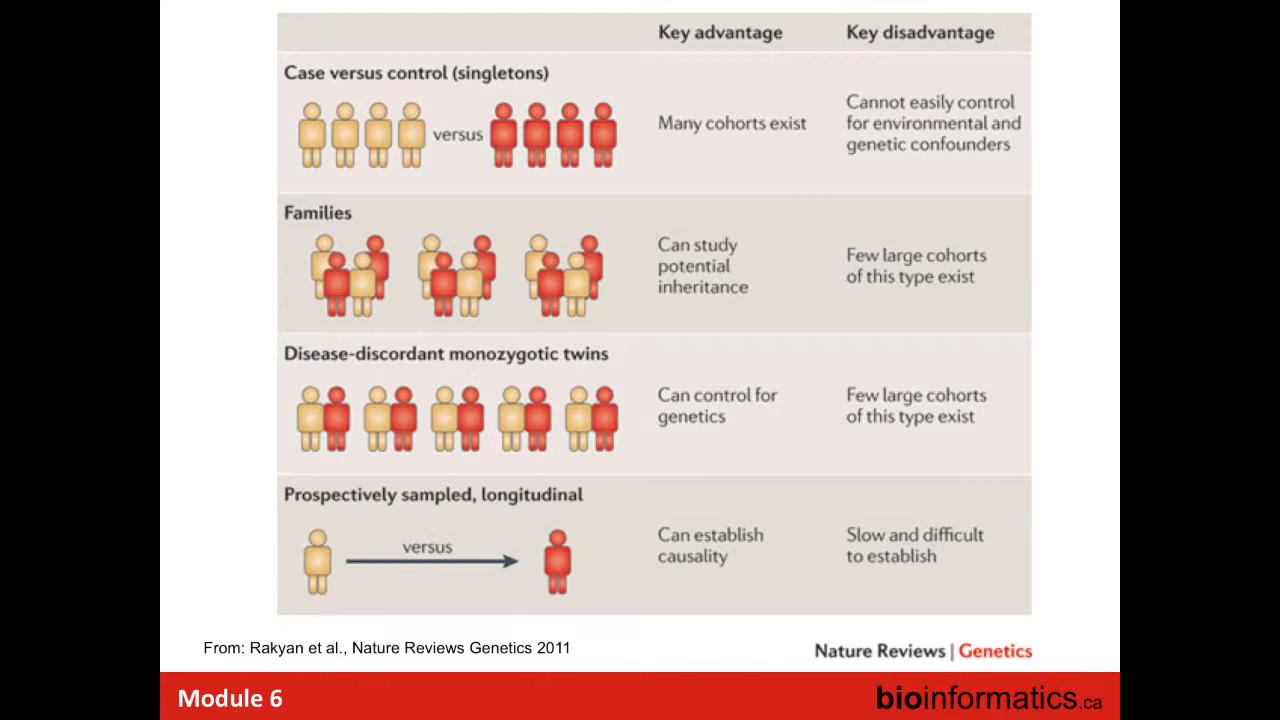 Key advantage
Key disadvantage
Case versus control (singletons)
versus
Many cohorts exist
Cannot easily control
for environmental and
genetic confounders
Families
Can study
potential
inheritance
Few large cohorts
of this type exist
Disease-discordant monozygotic twins
Can control for
genetics
Few large cohorts
of this type exist
Prospectively sampled, longitudinal
versus
Can establish
causality
Slow and difficult
to establish
From: Rakyan et al., Nature Reviews Genetics 2011
Nature Reviews | Genetics
Module 6
bioinformatics.ca